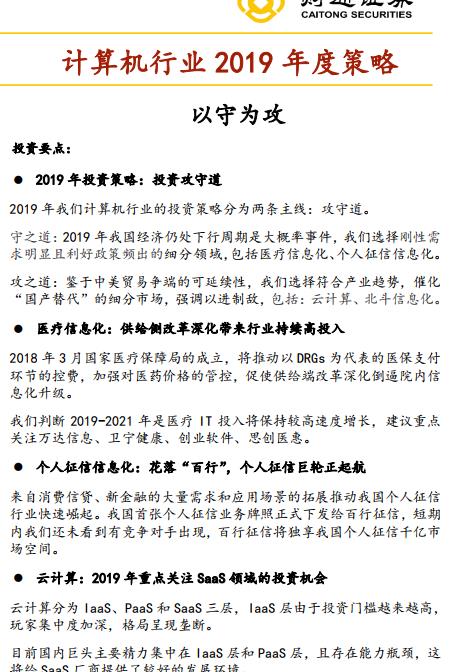 财通证券
CAITONG SECURITIES
计算机行业 2019 年度策略
以守为攻
投资要点：
● 2019 年投资策略：投资攻守道
2019 年我们计算机行业的投资策略分为两条主线：攻守道。
守之道：2019 年我国经济仍处下行周期是大概率事件，我们选择刚性需
求明显且利好政策频出的细分领域，包括医疗信息化、个人征信信息化。
攻之道：鉴于中美贸易争端的可延续性，我们选择符合产业趋势，催化
“国产替代”的细分市场，强调以进制敌，包括：云计算、北斗信息化。
● 医疗信息化：供给侧改革深化带来行业持续高投入
2018 年 3 月国家医疗保障局的成立，将推动以 DRGs 为代表的医保支付
环节的控费，加强对医药价格的管控，促使供给端改革深化倒逼院内信
息化升级。
我们判断 2019-2021 年是医疗 IT 投入将保持较高速度增长，建议重点
关注万达信息、卫宁健康、创业软件、思创医惠。
● 个人征信信息化：花落“百行”，个人征信巨轮正起航
来自消费信贷、新金融的大量需求和应用场景的拓展推动我国个人征信
行业快速崛起。我国首张个人征信业务牌照正式下发给百行征信，短期
内我们还未看到有竞争对手出现，百行征信将独享我国个人征信千亿市
场空间。
● 云计算：2019 年重点关注 SaaS 领域的投资机会
云计算分为 IaaS、PaaS 和 SaaS 三层，IaaS 层由于投资门槛越来越高，
玩家集中度加深，格局呈现垄断。
目前国内巨头主要精力集中在 IaaS 层和 PaaS 层，且存在能力瓶颈，这
将给 SaaS 厂商提供了较好的发展环境。